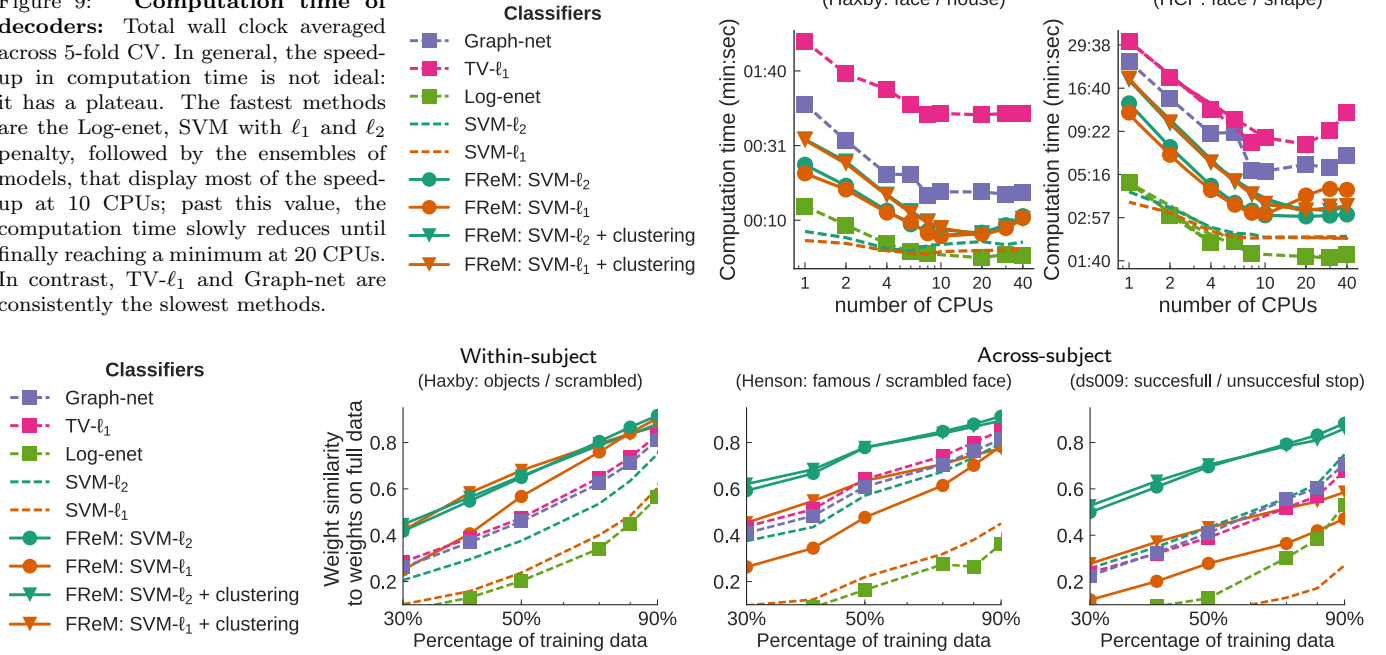 Figure 9: Computation time of
decoders: Total wall clock averaged
across 5-fold CV. In general, the speed-
up in computation time is not ideal:
it has a plateau. The fastest methods
are the Log-enet, SVM with ℓ1 and ℓ2
penalty, followed by the ensembles of
models, that display most of the speed-
up at 10 CPUs; past this value, the
computation time slowly reduces until
finally reaching a minimum at 20 CPUs.
In contrast, TV-ℓ1 and Graph-net are
consistently the slowest methods.
Classifiers
Graph-net
TV-ℓ1
Log-enet
SVM-ℓ2
SVM-ℓ1
FReM: SVM-ℓ2
FReM: SVM-ℓ1
FReM: SVM-ℓ2 + clustering
FReM: SVM-ℓ1 + clustering
(Haxby: face / house)
Computation time (min:sec)
01:40
00:31
00:10
1 2 4 8 10 20 40
number of CPUs
(HCP: face / shape)
Computation time (min:sec)
29:38
16:40
09:22
05:16
02:57
01:40
1 2 4 8 10 20 40
number of CPUs
Classifiers
Graph-net
TV-ℓ1
Log-enet
SVM-ℓ2
SVM-ℓ1
FReM: SVM-ℓ2
FReM: SVM-ℓ1
FReM: SVM-ℓ2 + clustering
FReM: SVM-ℓ1 + clustering
Within-subject
(Haxby: objects / scrambled)
Weight similarity
to weights on full data
0.8
0.6
0.4
0.2
30% 50% 90%
Percentage of training data
Across-subject
(Henson: famous / scrambled face)
0.8
0.6
0.4
0.2
30% 50% 90%
Percentage of training data
(ds009: succesfull / unsuccesful stop)
0.8
0.6
0.4
0.2
30% 50% 90%
Percentage of training data